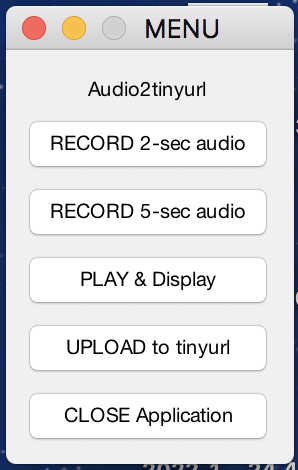 MENU
Audio2tinyurl
RECORD 2-sec audio
RECORD 5-sec audio
PLAY & Display
UPLOAD to tinyurl
CLOSE Application